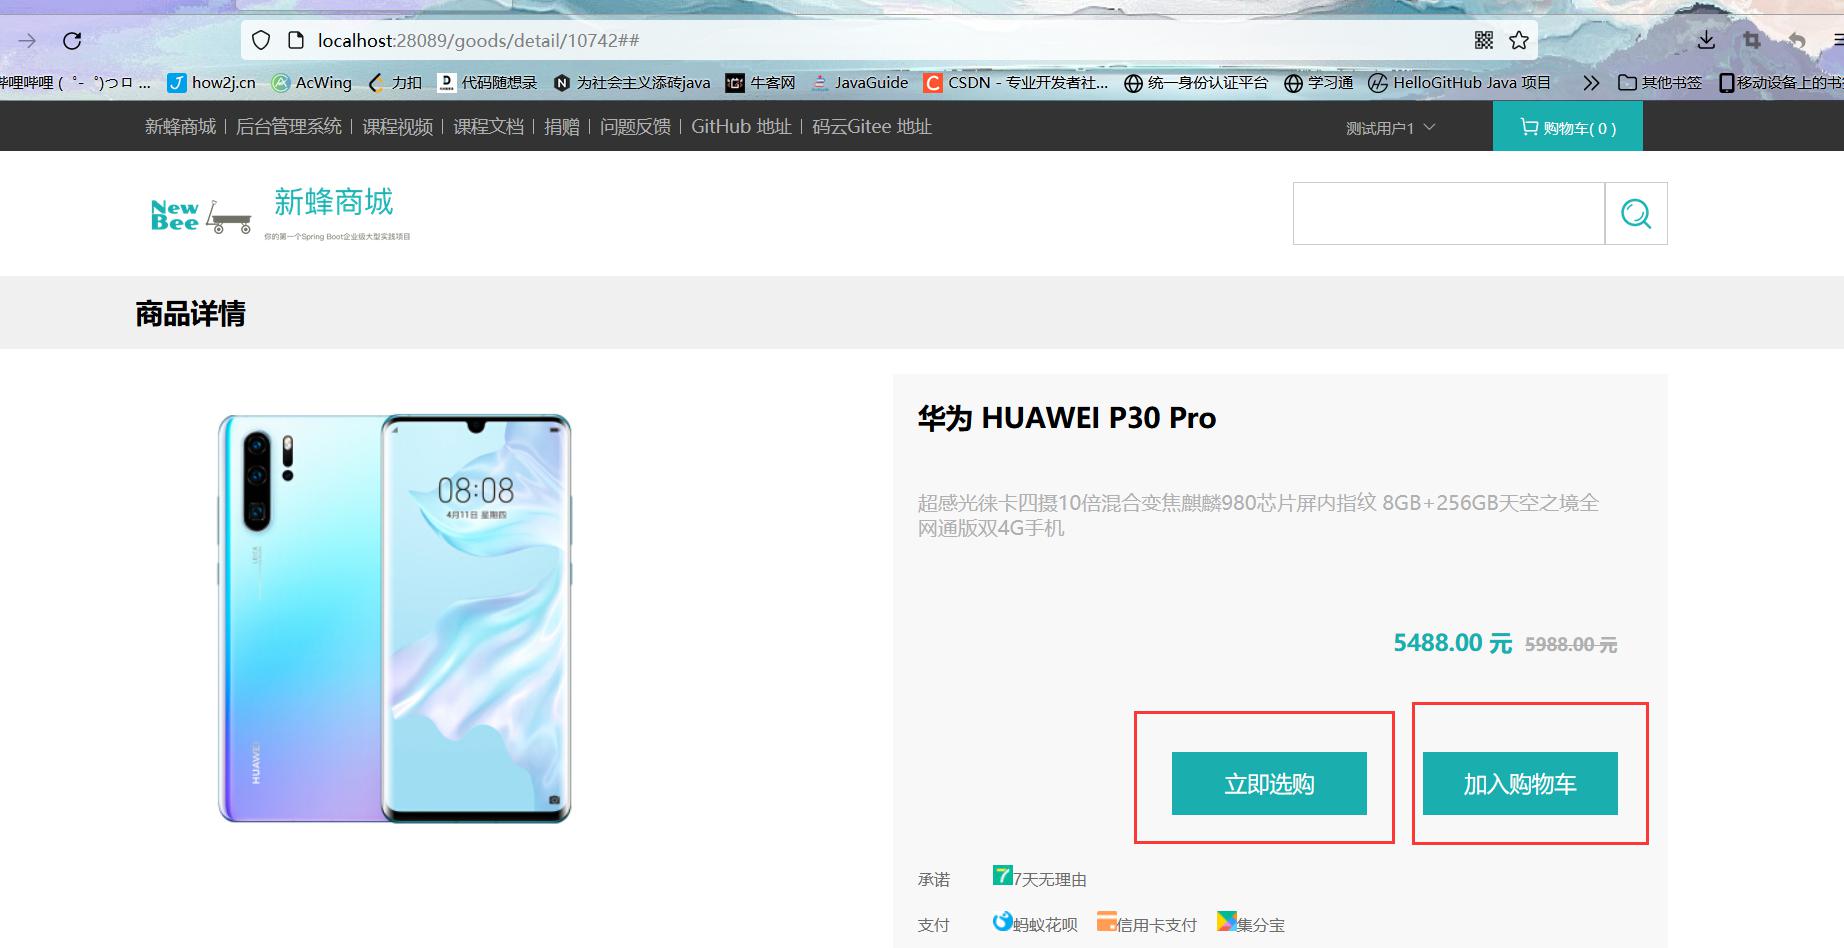 localhost:28089/goods/detail/10742##
哔哩哔哩 (゜-゜)つロ ...
how2j.cn
AcWing
力扣
代码随想录
为社会主义添砖java
牛客网
JavaGuide
CSDN - 专业开发者社...
统一身份认证平台
学习通
HelloGitHub Java 项目
其他书签
移动设备上的书
新蜂商城 | 后台管理系统 | 课程视频 | 课程文档 | 捐赠 | 问题反馈 | GitHub 地址 | 码云Gitee 地址
测试用户1
购物车( 0 )
New
Bee
新蜂商城
你的第一个Spring Boot企业级大型实践项目
商品详情
08:08
4月11日 星期四
LEICA
HUAWEI
华为 HUAWEI P30 Pro
超感光徕卡四摄10倍混合变焦麒麟980芯片屏内指纹 8GB+256GB天空之境全
网通版双4G手机
5488.00 元 5988.00 元
立即选购
加入购物车
承诺 7 7天无理由
支付 蚂蚁花呗 信用卡支付 集分宝